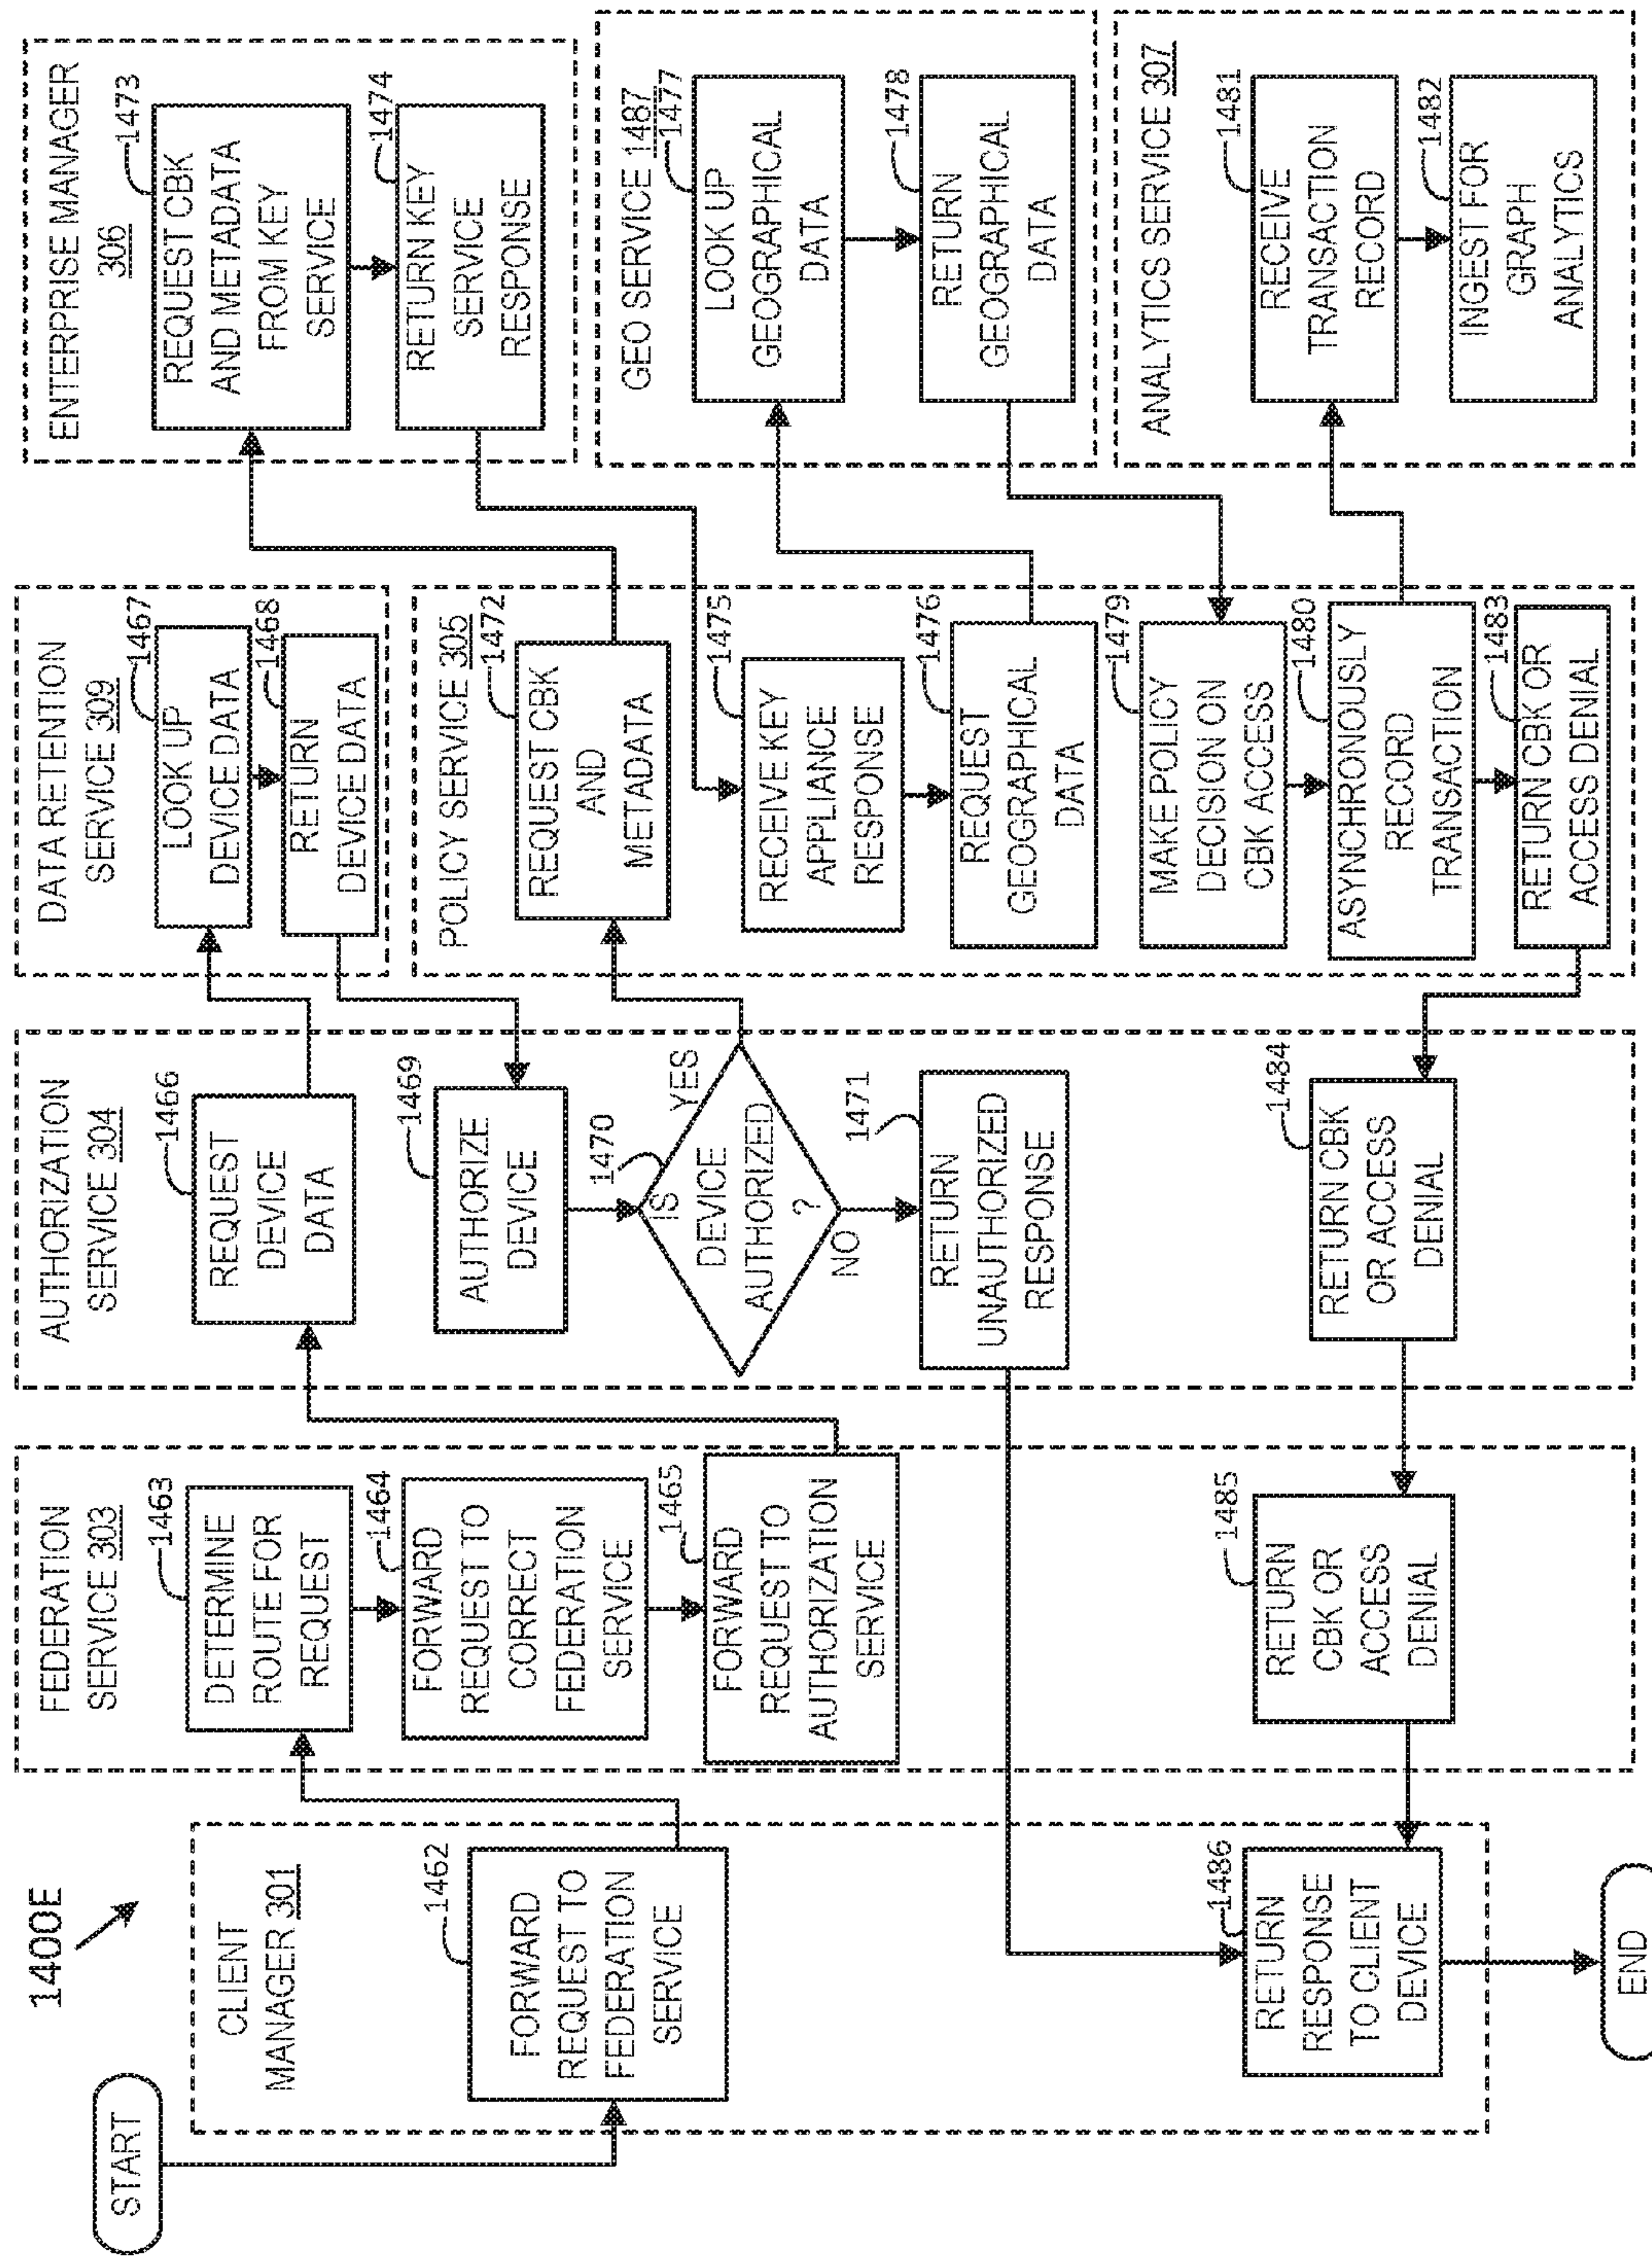 1400E
START
CLIENT
MANAGER 301
1462
FORWARD
REQUEST TO
FEDERATION
SERVICE
1486
RETURN
RESPONSE
TO CLIENT
DEVICE
END
FEDERATION
SERVICE 303
1463
DETERMINE
ROUTE FOR
REQUEST
1464
FORWARD
REQUEST TO
CORRECT
FEDERATION
SERVICE
1465
FORWARD
REQUEST TO
AUTHORIZATION
SERVICE
1485
RETURN
CBK OR
ACCESS
DENIAL
AUTHORIZATION
SERVICE 304
1466
REQUEST
DEVICE
DATA
1469
AUTHORIZE
DEVICE
1470
IS
DEVICE
AUTHORIZED
?
YES
NO
1471
RETURN
UNAUTHORIZED
RESPONSE
1484
RETURN CBK
OR ACCESS
DENIAL
DATA RETENTION
SERVICE 309
1467
LOOK UP
DEVICE DATA
1468
RETURN
DEVICE DATA
POLICY SERVICE 305
1472
REQUEST CBK
AND
METADATA
1475
RECEIVE KEY
APPLIANCE
RESPONSE
1476
REQUEST
GEOGRAPHICAL
DATA
1479
MAKE POLICY
DECISION ON
CBK ACCESS
1480
ASYNCHRONOUSLY
RECORD
TRANSACTION
1483
RETURN CBK OR
ACCESS DENIAL
ENTERPRISE MANAGER
306
1473
REQUEST CBK
AND METADATA
FROM KEY
SERVICE
1474
RETURN KEY
SERVICE
RESPONSE
GEO SERVICE 1487
1477
LOOK UP
GEOGRAPHICAL
DATA
1478
RETURN
GEOGRAPHICAL
DATA
ANALYTICS SERVICE 307
1481
RECEIVE
TRANSACTION
RECORD
1482
INGEST FOR
GRAPH
ANALYTICS